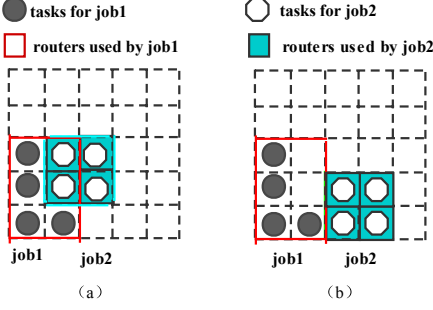 tasks for job1
tasks for job2
routers used by job1
routers used by job2
job1
job2
job1
job2
（a）
（b）